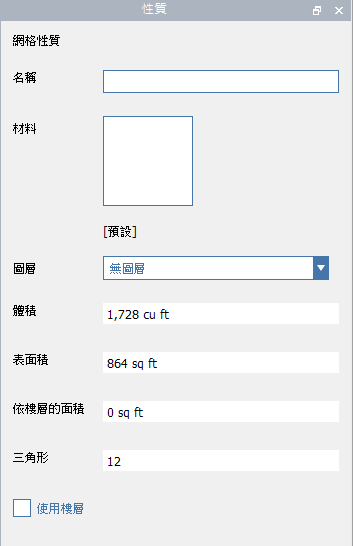 性質
網格性質
名稱
材料
[預設]
圖層 無圖層
體積 1,728 cu ft
表面積 864 sq ft
依樓層的面積 0 sq ft
三角形 12
使用樓層